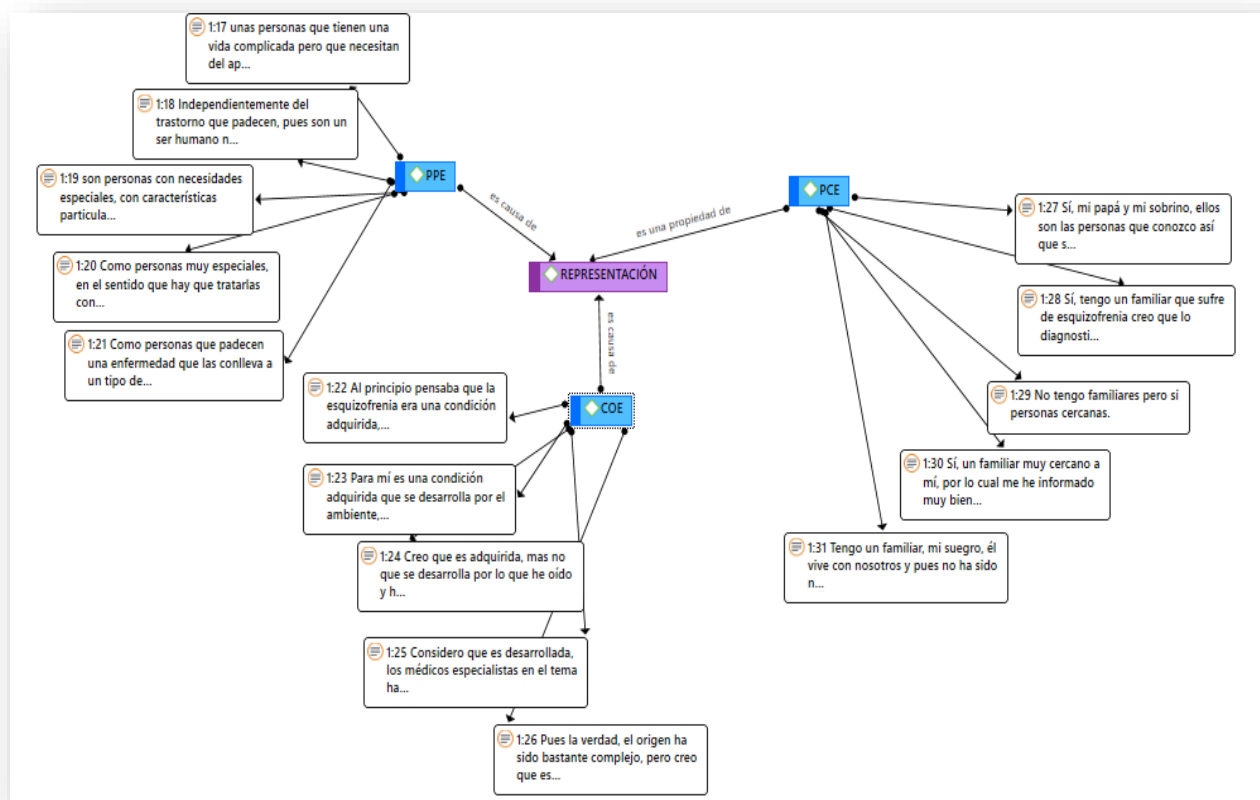 1:17 unas personas que tienen una
vida complicada pero que necesitan
del ap...
1:18 Independientemente del
trastorno que padecen, pues son un
ser humano n...
1:19 son personas con necesidades
especiales, con características
particula...
1:20 Como personas muy especiales,
en el sentido que hay que tratarlas
con...
1:21 Como personas que padecen
una enfermedad que las conlleva a
un tipo de...
PPE
es causa de
REPRESENTACIÓN
es una propiedad de
PCE
1:27 Sí, mi papá y mi sobrino, ellos
son las personas que conozco así
que s...
1:28 Sí, tengo un familiar que sufre
de esquizofrenia creo que lo
diagnosti...
1:29 No tengo familiares pero si
personas cercanas.
1:30 Sí, un familiar muy cercano a
mí, por lo cual me he informado
muy bien...
1:31 Tengo un familiar, mi suegro, él
vive con nosotros y pues no ha sido
n...
es causa de
COE
1:22 Al principio pensaba que la
esquizofrenia era una condición
adquirida,...
1:23 Para mí es una condición
adquirida que se desarrolla por el
ambiente,...
1:24 Creo que es adquirida, mas no
que se desarrolla por lo que he oído
y h...
1:25 Considero que es desarrollada,
los médicos especialistas en el tema
ha...
1:26 Pues la verdad, el origen ha
sido bastante complejo, pero creo
que es...